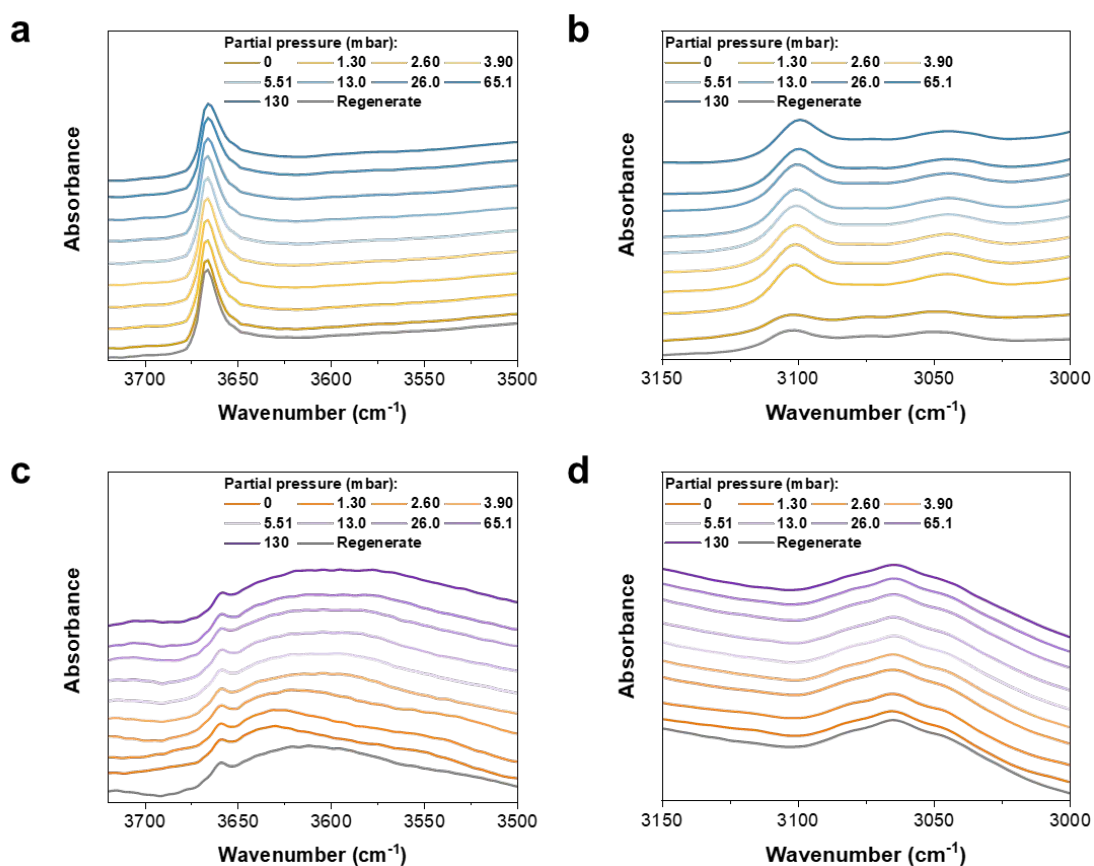 a
Partial pressure (mbar):
0 1.30 2.60 3.90
5.51 13.0 26.0 65.1
130 Regenerate
Absorbance
3700 3650 3600 3550 3500
Wavenumber (cm⁻¹)
b
Partial pressure (mbar):
0 1.30 2.60 3.90
5.51 13.0 26.0 65.1
130 Regenerate
Absorbance
3150 3100 3050 3000
Wavenumber (cm⁻¹)
c
Partial pressure (mbar):
0 1.30 2.60 3.90
5.51 13.0 26.0 65.1
130 Regenerate
Absorbance
3700 3650 3600 3550 3500
Wavenumber (cm⁻¹)
d
Partial pressure (mbar):
0 1.30 2.60 3.90
5.51 13.0 26.0 65.1
130 Regenerate
Absorbance
3150 3100 3050 3000
Wavenumber (cm⁻¹)